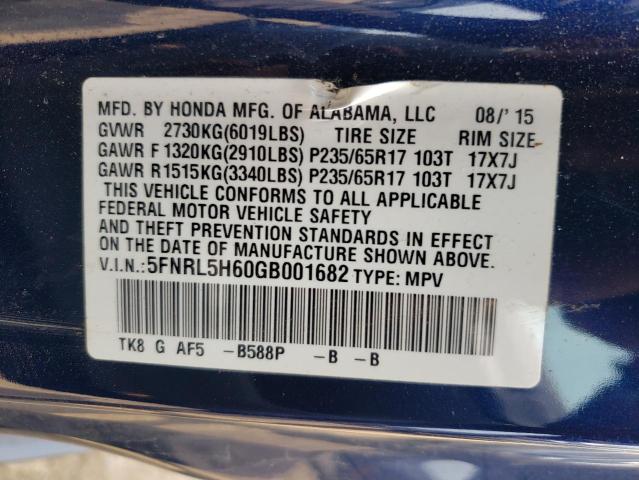 MFD. BY HONDA MFG. OF ALABAMA, LLC 08/'15
GVWR 2730KG(6019LBS) TIRE SIZE RIM SIZE
GAWR F1320KG(2910LBS) P235/65R17 103T 17X7J
GAWR R1515KG(3340LBS) P235/65R17 103T 17X7J
THIS VEHICLE CONFORMS TO ALL APPLICABLE
FEDERAL MOTOR VEHICLE SAFETY
AND THEFT PREVENTION STANDARDS IN EFFECT
ON THE DATE OF MANUFACTURE SHOWN ABOVE.
V.I.N.:5FNRL5H60GB001682 TYPE: MPV
TK8 G AF5 -B588P -B -B